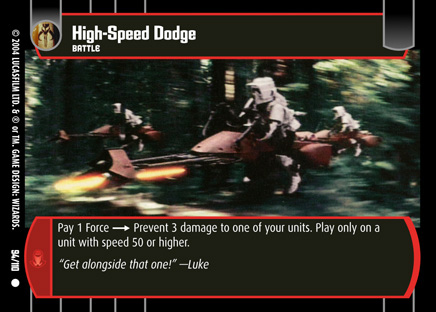 High-Speed Dodge
BATTLE
Pay 1 Force → Prevent 3 damage to one of your units. Play only on a
unit with speed 50 or higher.
"Get alongside that one!" —Luke
© 2004 LUCASFILM LTD. & ® or TM. GAME DESIGN: WIZARDS.
94/110